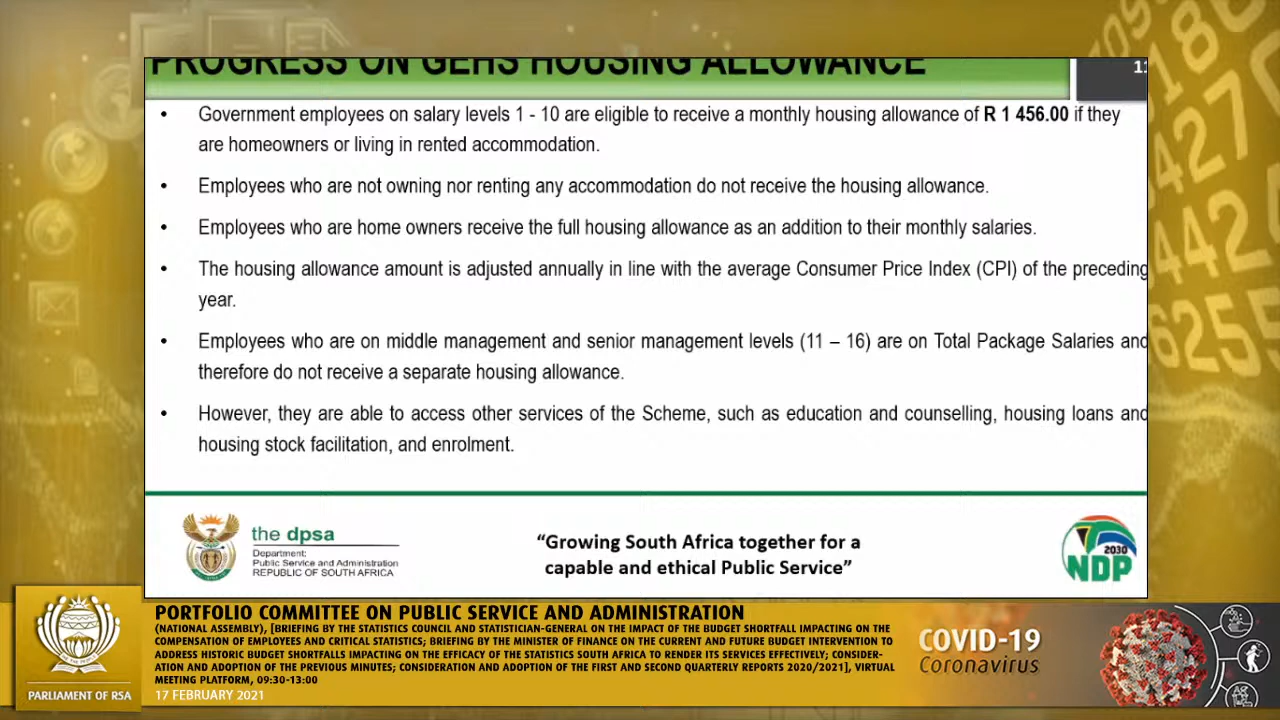 PROGRESS ON GEHS HOUSING ALLOWANCE
• Government employees on salary levels 1 - 10 are eligible to receive a monthly housing allowance of R 1 456.00 if they
are homeowners or living in rented accommodation.
• Employees who are not owning nor renting any accommodation do not receive the housing allowance.
• Employees who are home owners receive the full housing allowance as an addition to their monthly salaries.
• The housing allowance amount is adjusted annually in line with the average Consumer Price Index (CPI) of the preceding
year.
• Employees who are on middle management and senior management levels (11 – 16) are on Total Package Salaries and
therefore do not receive a separate housing allowance.
• However, they are able to access other services of the Scheme, such as education and counselling, housing loans and
housing stock facilitation, and enrolment.
the dpsa
Department:
Public Service and Administration
REPUBLIC OF SOUTH AFRICA
“Growing South Africa together for a
capable and ethical Public Service”
2030
NDP
PARLIAMENT OF RSA
PORTFOLIO COMMITTEE ON PUBLIC SERVICE AND ADMINISTRATION
(NATIONAL ASSEMBLY), [BRIEFING BY THE STATISTICS COUNCIL AND STATISTICIAN-GENERAL ON THE IMPACT OF THE BUDGET SHORTFALL IMPACTING ON THE
COMPENSATION OF EMPLOYEES AND CRITICAL STATISTICS; BRIEFING BY THE MINISTER OF FINANCE ON THE CURRENT AND FUTURE BUDGET INTERVENTION TO
ADDRESS HISTORIC BUDGET SHORTFALLS IMPACTING ON THE EFFICACY OF THE STATISTICS SOUTH AFRICA TO RENDER ITS SERVICES EFFECTIVELY; CONSIDER-
ATION AND ADOPTION OF THE PREVIOUS MINUTES; CONSIDERATION AND ADOPTION OF THE FIRST AND SECOND QUARTERLY REPORTS 2020/2021], VIRTUAL
MEETING PLATFORM, 09:30-13:00
17 FEBRUARY 2021
COVID-19
Coronavirus